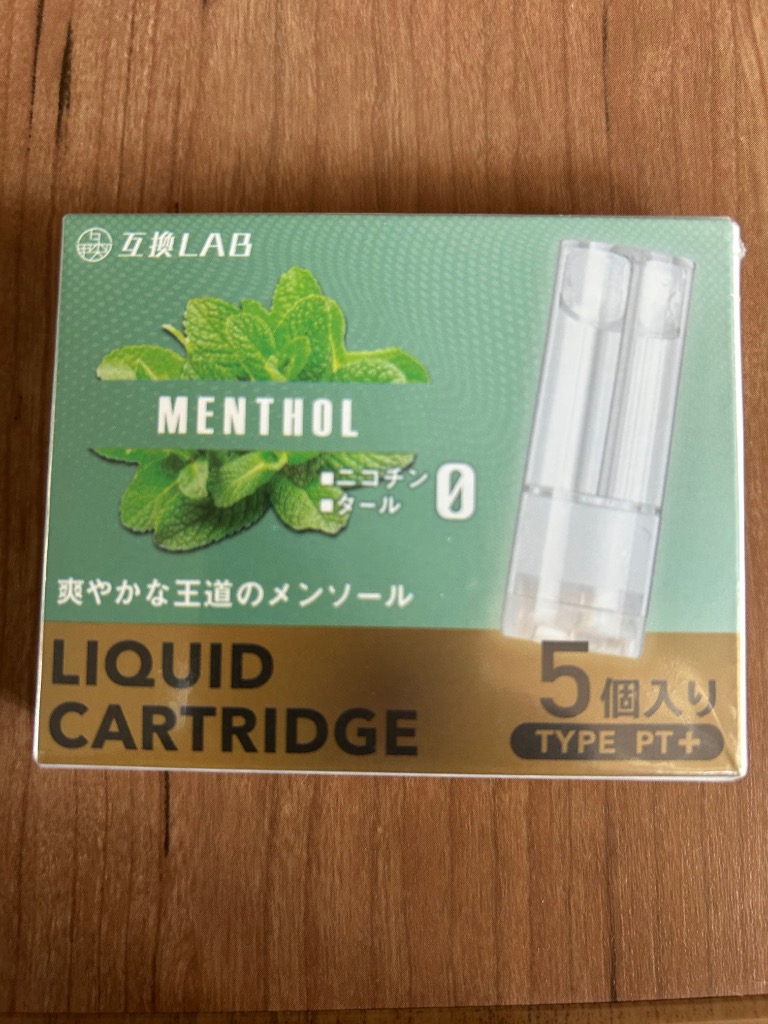 互換LAB
MENTHOL
■ニコチン
■タール
0
爽やかな王道のメンソール
LIQUID
CARTRIDGE
5個入り
TYPE PT+